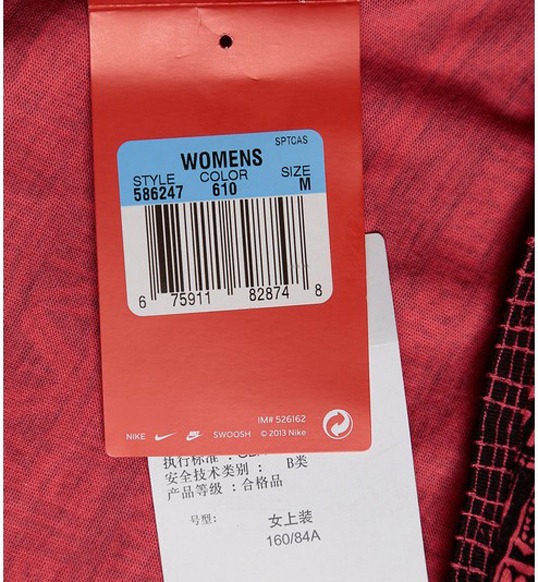 SPTCAS
WOMENS
STYLE COLOR SIZE
586247 610 M
6 75911 82874 8
IM# 526162
NIKE SWOOSH © 2013 Nike
执行标准 :
安全技术类别 : B类
产品等级 : 合格品
号型: 女上装
160/84A